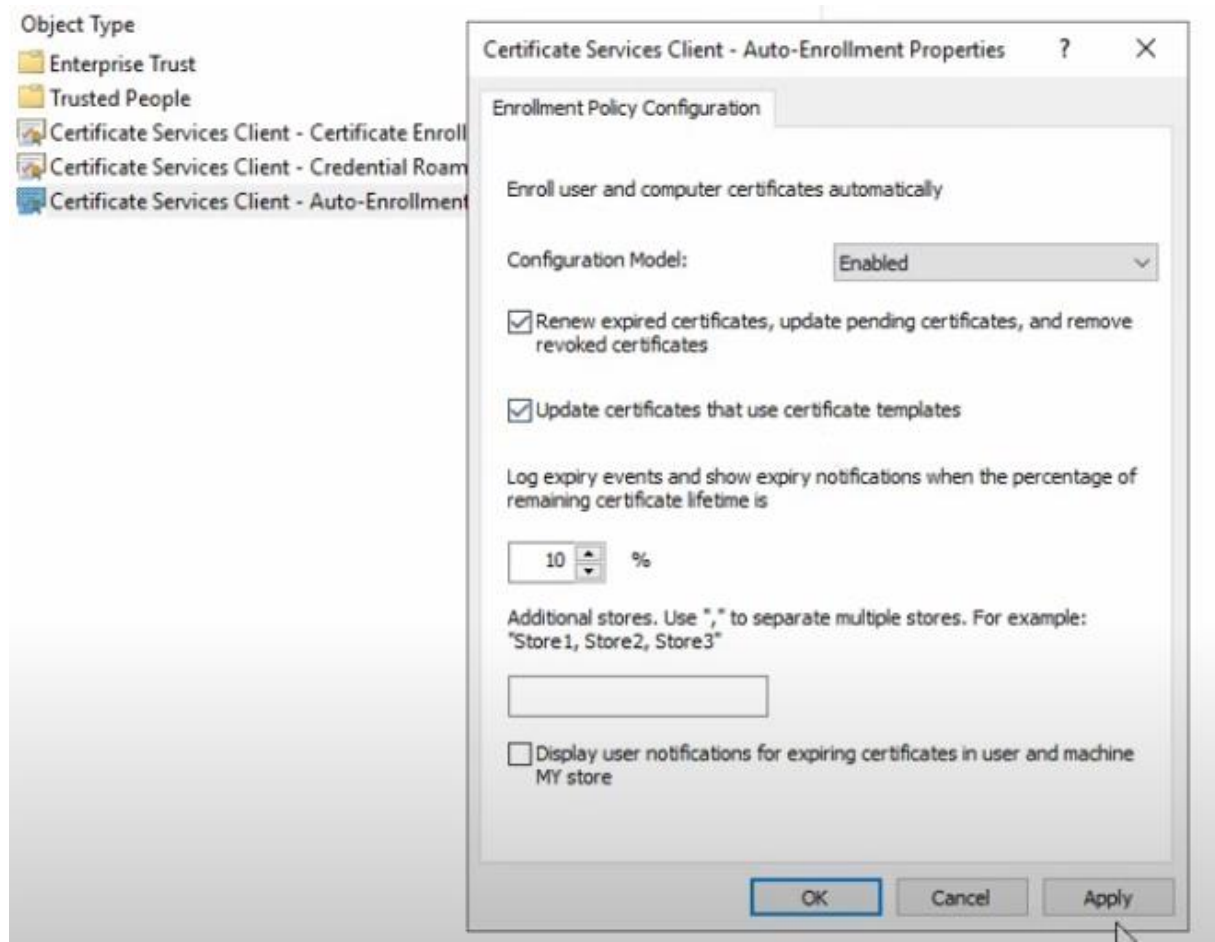 Object Type
Enterprise Trust
Trusted People
Certificate Services Client - Certificate Enroll
Certificate Services Client - Credential Roam
Certificate Services Client - Auto-Enrollment
Certificate Services Client - Auto-Enrollment Properties
Enrollment Policy Configuration
Enroll user and computer certificates automatically
Configuration Model: Enabled
Renew expired certificates, update pending certificates, and remove
revoked certificates
Update certificates that use certificate templates
Log expiry events and show expiry notifications when the percentage of
remaining certificate lifetime is
10 %
Additional stores. Use "," to separate multiple stores. For example:
"Store1, Store2, Store3"
Display user notifications for expiring certificates in user and machine
MY store
OK Cancel Apply